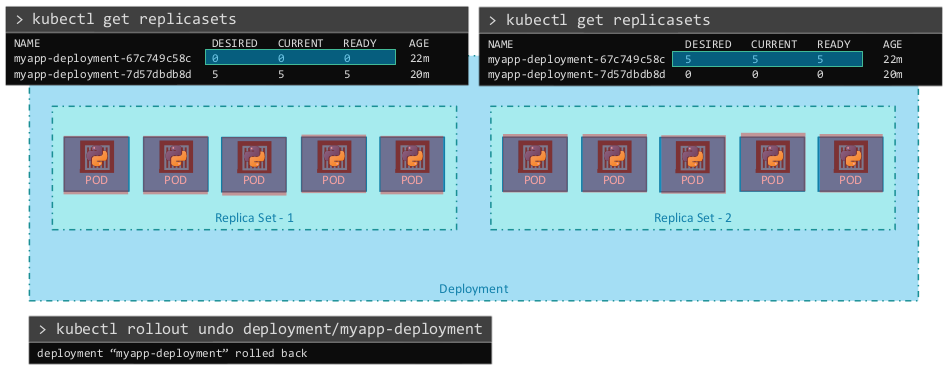 > kubectl get replicasets
NAME DESIRED CURRENT READY AGE
myapp-deployment-67c749c58c 0 0 0 22m
myapp-deployment-7d57dbdb8d 5 5 5 20m
> kubectl get replicasets
NAME DESIRED CURRENT READY AGE
myapp-deployment-67c749c58c 5 5 5 22m
myapp-deployment-7d57dbdb8d 0 0 0 20m
POD POD POD POD POD
Replica Set - 1
POD POD POD POD POD
Replica Set - 2
Deployment
> kubectl rollout undo deployment/myapp-deployment
deployment “myapp-deployment” rolled back